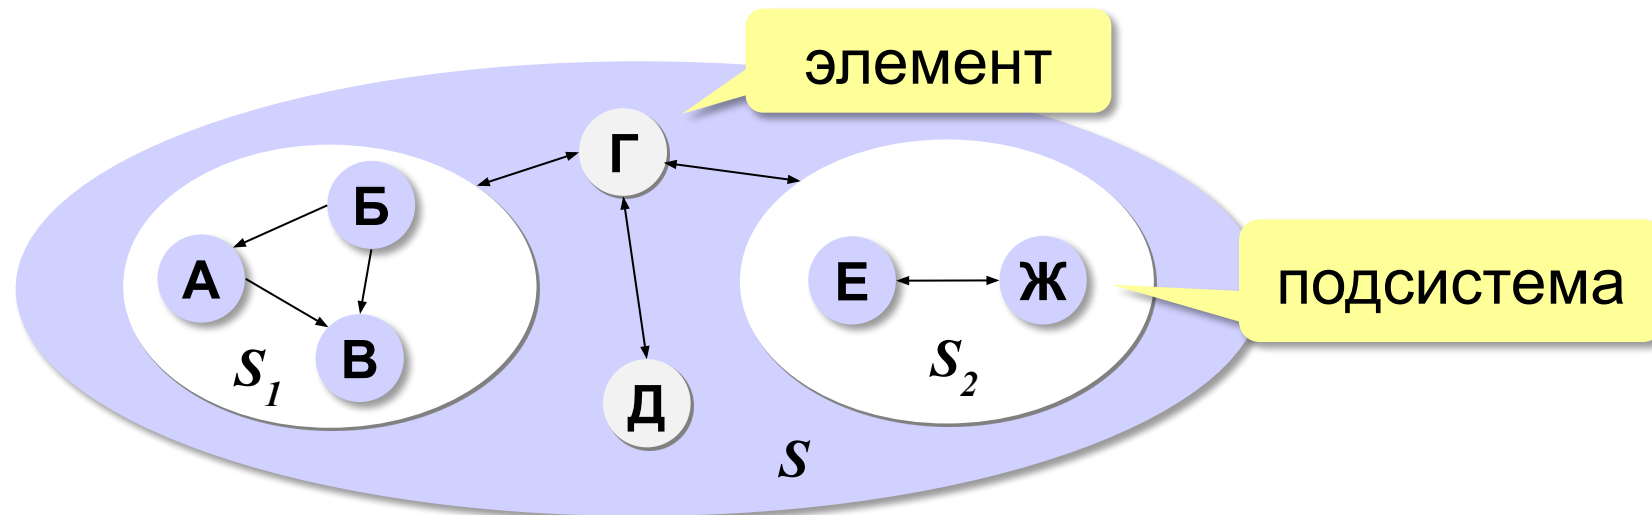 элемент
Г
Б
А
В
S1
Е
Ж
S2
подсистема
Д
S